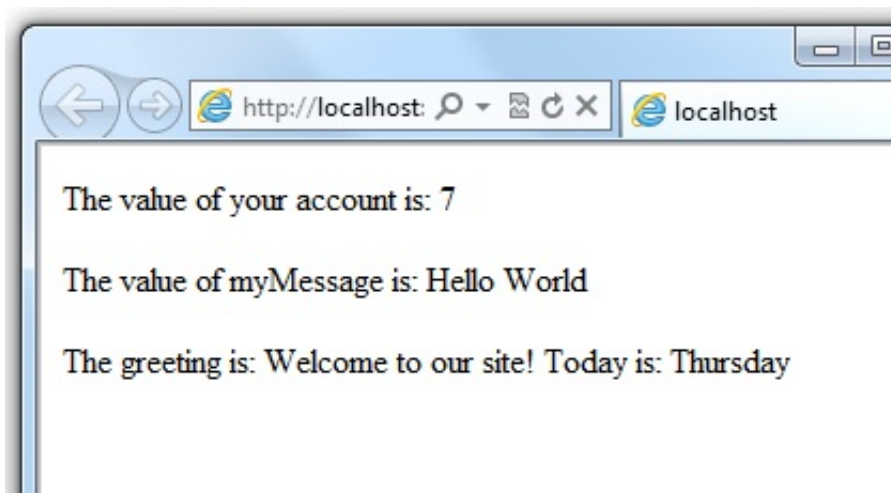 http://localhost:
localhost
The value of your account is: 7
The value of myMessage is: Hello World
The greeting is: Welcome to our site! Today is: Thursday